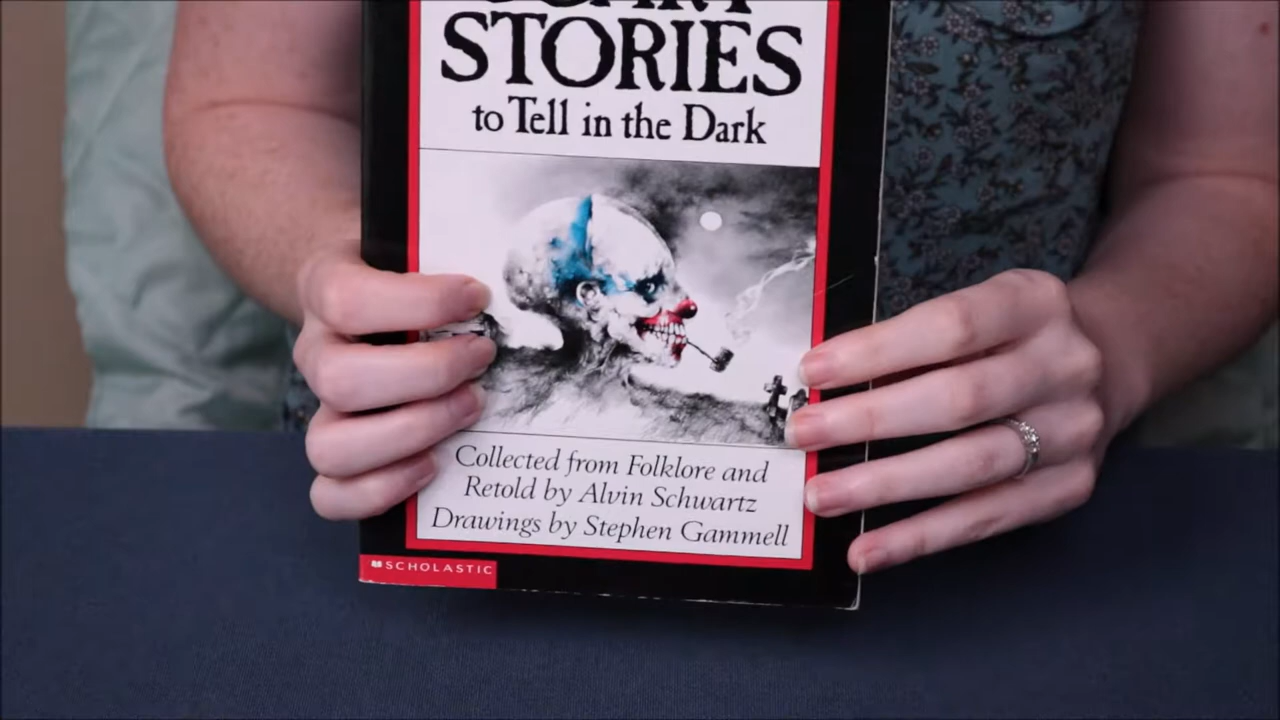 SCARY
STORIES
to Tell in the Dark
Collected from Folklore and
Retold by Alvin Schwartz
Drawings by Stephen Gammell
SCHOLASTIC